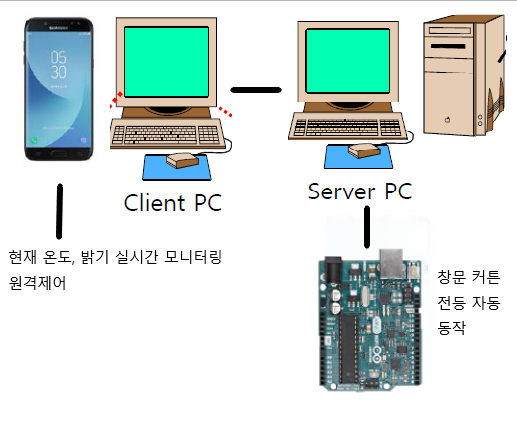 SAMSUNG
05
30
Client PC
Server PC
현재 온도, 밝기 실시간 모니터링
원격제어
창문 커튼
전등 자동
동작